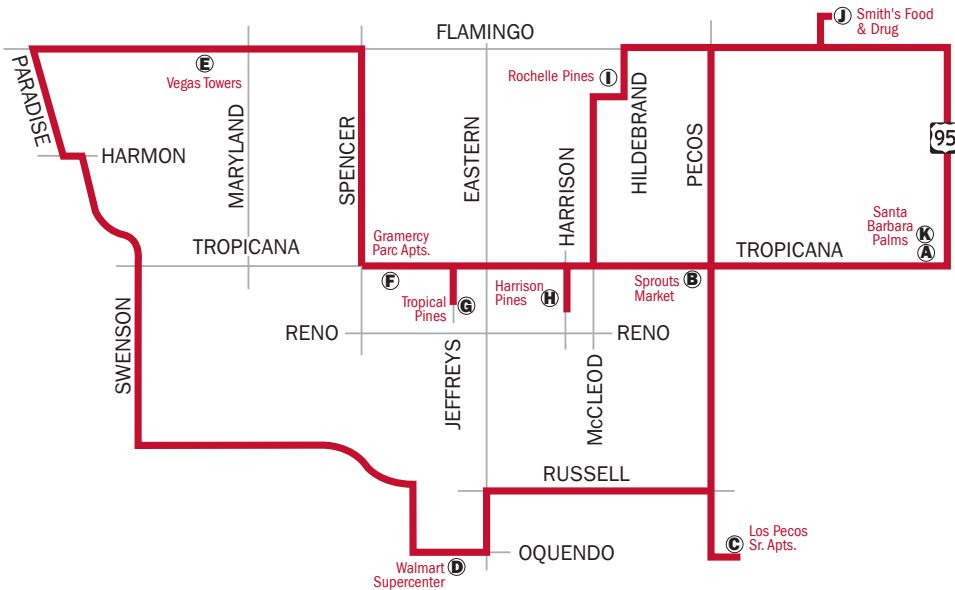 FLAMINGO
J Smith's Food
& Drug
E
Vegas Towers
Rochelle Pines I
PARADISE
HARMON
MARYLAND
SPENCER
EASTERN
HARRISON
HILDEBRAND
PECOS
95
Gramercy
Parc Apts.
TROPICANA
TROPICANA
Santa
Barbara
Palms
K
A
F
Tropical
Pines
G
Harrison
Pines
H
Sprouts
Market
B
RENO
RENO
SWENSON
JEFFREYS
McCLEOD
RUSSELL
C Los Pecos
Sr. Apts.
OQUENDO
Walmart
Supercenter
D